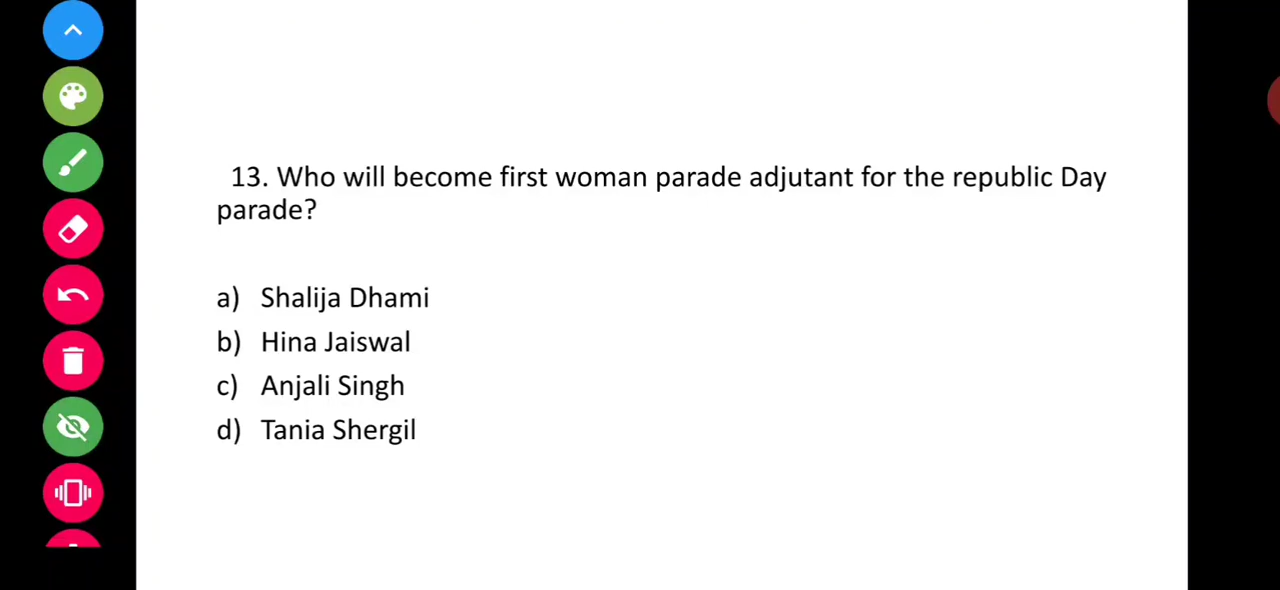 13. Who will become first woman parade adjutant for the republic Day
parade?
a) Shalija Dhami
b) Hina Jaiswal
c) Anjali Singh
d) Tania Shergil